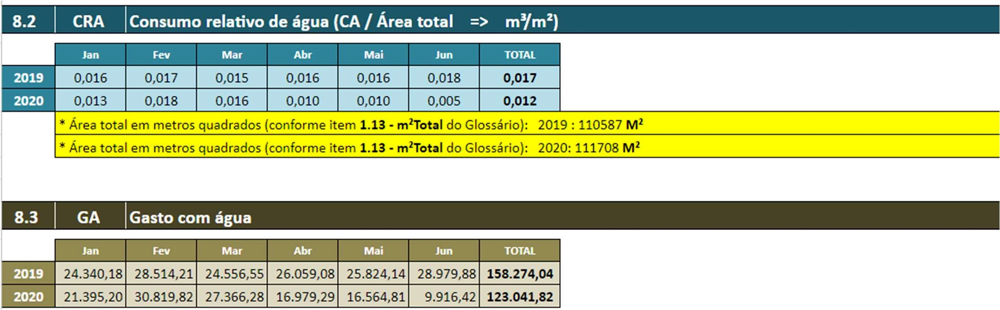 8.2 CRA Consumo relativo de água (CA / Área total => m³/m²)
Jan Fev Mar Abr Mai Jun TOTAL
2019 0,016 0,017 0,015 0,016 0,016 0,018 0,017
2020 0,013 0,018 0,016 0,010 0,010 0,005 0,012
* Área total em metros quadrados (conforme item 1.13 - m²Total do Glossário): 2019 : 110587 M²
* Área total em metros quadrados (conforme item 1.13 - m²Total do Glossário): 2020: 111708 M²
8.3 GA Gasto com água
Jan Fev Mar Abr Mai Jun TOTAL
2019 24.340,18 28.514,21 24.556,55 26.059,08 25.824,14 28.979,88 158.274,04
2020 21.395,20 30.819,82 27.366,28 16.979,29 16.564,81 9.916,42 123.041,82